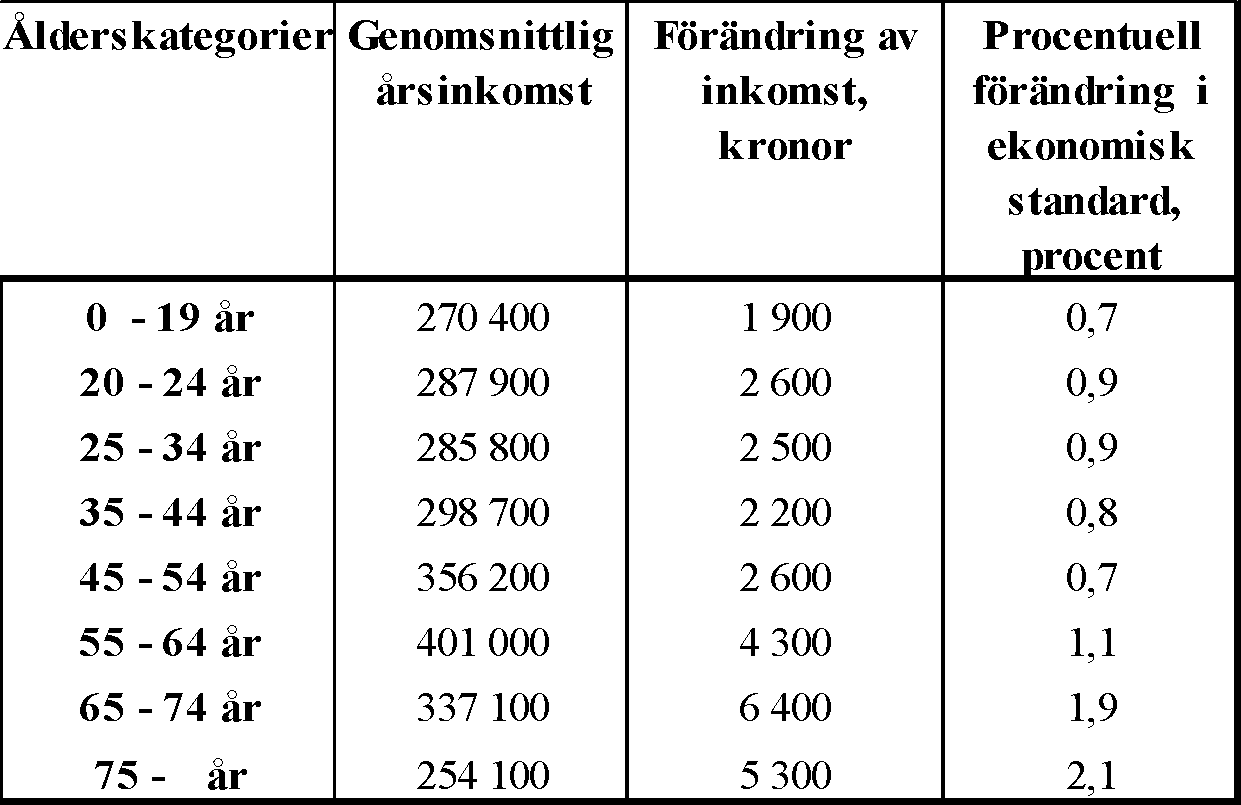 Ålderskategorier Genomsnittlig årsinkomst Förändring av inkomst, kronor Procentuell förändring i ekonomisk standard, procent
0 - 19 år 270 400 1 900 0,7
20 - 24 år 287 900 2 600 0,9
25 - 34 år 285 800 2 500 0,9
35 - 44 år 298 700 2 200 0,8
45 - 54 år 356 200 2 600 0,7
55 - 64 år 401 000 4 300 1,1
65 - 74 år 337 100 6 400 1,9
75 - år 254 100 5 300 2,1